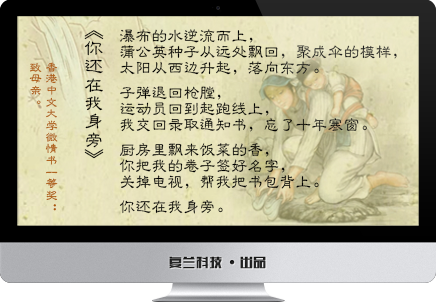 《你还在我身旁》
香港中文大学微情书一等奖：
致母亲。
瀑布的水逆流而上，
蒲公英种子从远处飘回，聚成伞的模样，
太阳从西边升起，落向东方。
子弹退回枪膛，
运动员回到起跑线上，
我交回录取通知书，忘了十年寒窗。
厨房里飘来饭菜的香，
你把我的卷子签好名字，
关掉电视，帮我把书包背上。
你还在我身旁。
复兰科技·出品